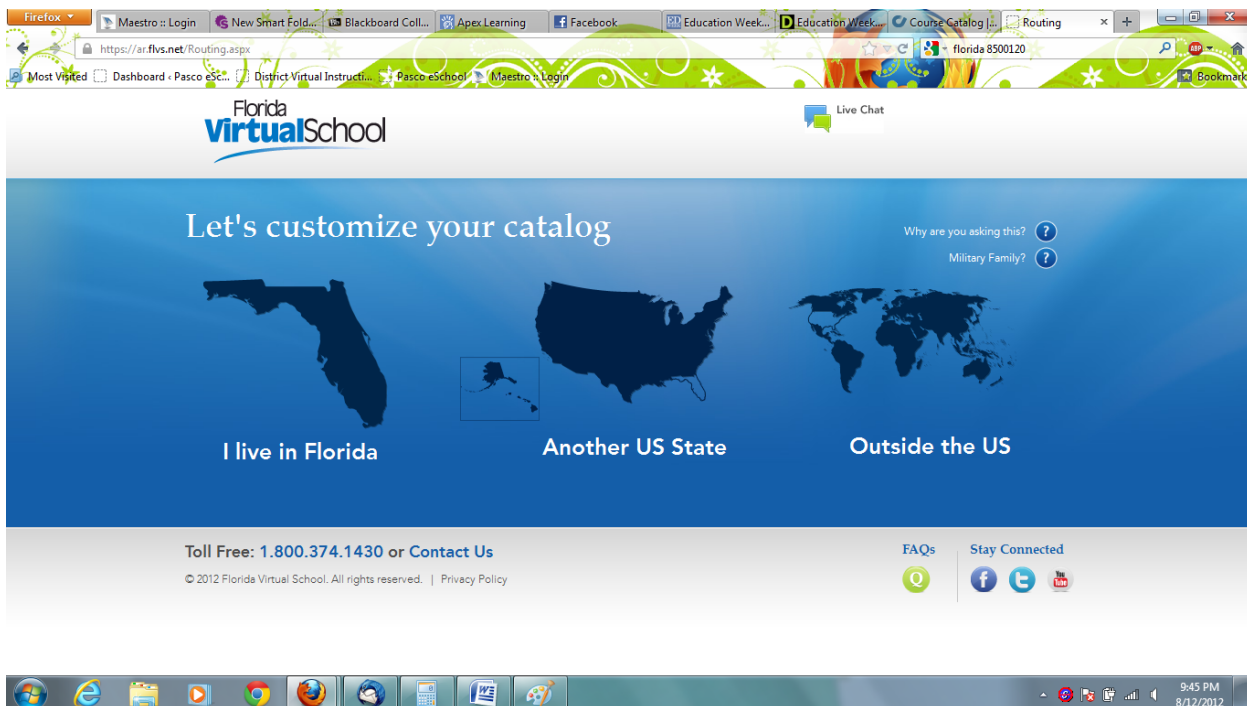 Firefox
Maestro :: Login
New Smart Fold...
Blackboard Coll...
Apex Learning
Facebook
Education Week...
Education Week...
Course Catalog |...
Routing
https://ar.flvs.net/Routing.aspx
florida 8500120
ABP
Most Visited
Dashboard ‹ Pasco eSc...
District Virtual Instructi...
Pasco eSchool
Maestro :: Login
Bookmark
Florida
VirtualSchool
Live Chat
Let's customize your catalog
Why are you asking this? ?
Military Family? ?
I live in Florida
Another US State
Outside the US
Toll Free: 1.800.374.1430 or Contact Us
FAQs
Stay Connected
© 2012 Florida Virtual School. All rights reserved. | Privacy Policy
Q
f
t
You Tube
9:45 PM
8/12/2012